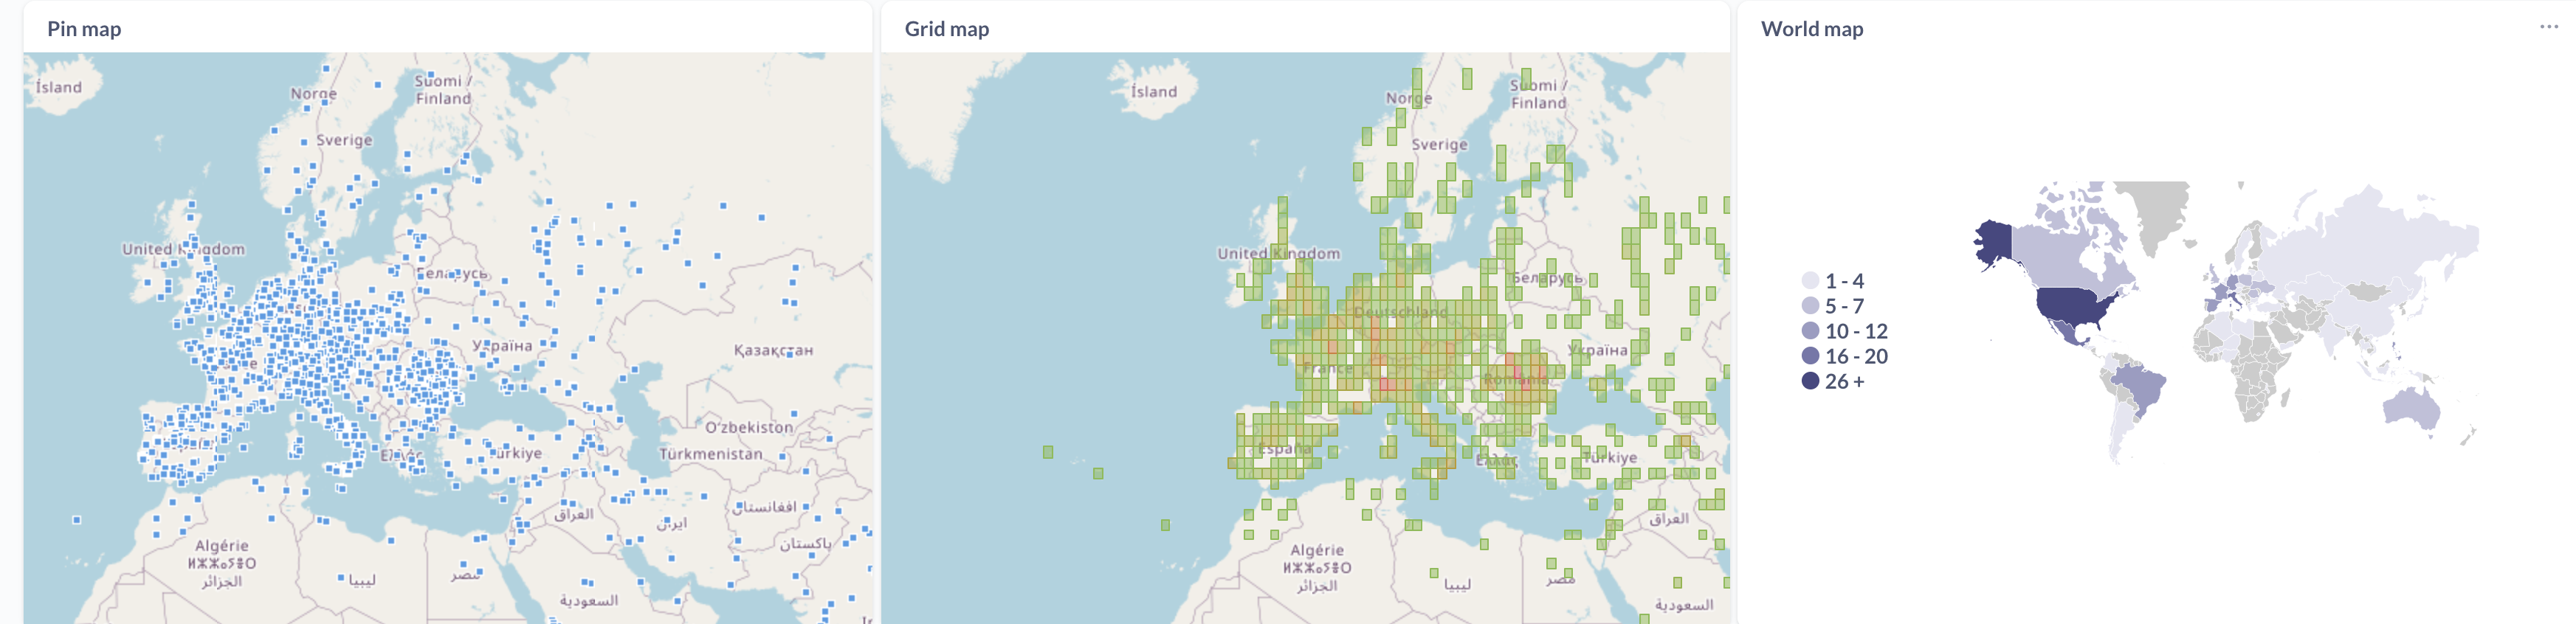 Pin map
Ísland
Norge
Suomi /
Finland
Sverige
United Kingdom
Беларусь
Україна
Қазақстан
Oʻzbekiston
Türkmenistan
Türkiye
Ελλάς
العراق
ایران
افغانستان
پاکستان
Algérie
ⵍⵣⵣⴰⵢⴻⵔ
الجزائر
ليبيا
مصر
السعودية
Grid map
Ísland
Norge
Suomi /
Finland
Sverige
United Kingdom
Беларусь
Deutschland
Україна
France
România
España
Ελλάς
Türkiye
العراق
Algérie
الجزائر
ليبيا
مصر
السعودية
World map
1 - 4
5 - 7
10 - 12
16 - 20
26 +